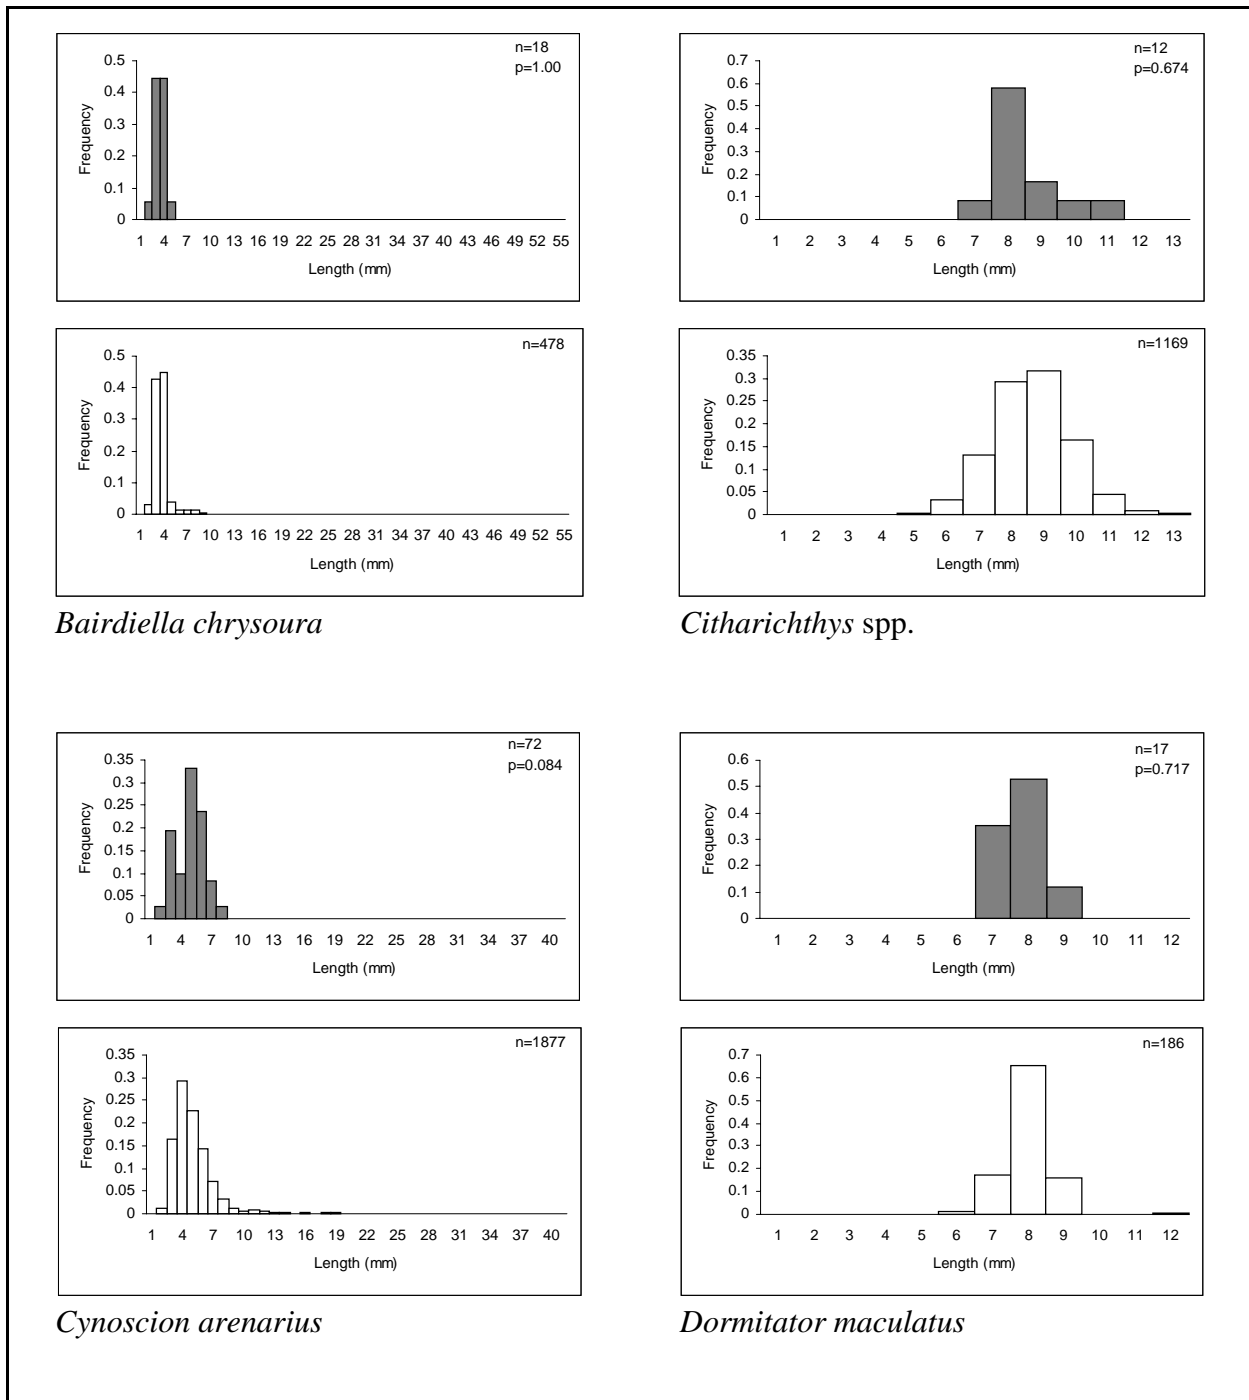 n=18
p=1.00
0.5
0.4
0.3
0.2
0.1
0
Frequency
1 4 7 10 13 16 19 22 25 28 31 34 37 40 43 46 49 52 55
Length (mm)
n=12
p=0.674
0.7
0.6
0.5
0.4
0.3
0.2
0.1
0
Frequency
1 2 3 4 5 6 7 8 9 10 11 12 13
Length (mm)
n=478
0.5
0.4
0.3
0.2
0.1
0
Frequency
1 4 7 10 13 16 19 22 25 28 31 34 37 40 43 46 49 52 55
Length (mm)
n=1169
0.35
0.3
0.25
0.2
0.15
0.1
0.05
0
Frequency
1 2 3 4 5 6 7 8 9 10 11 12 13
Length (mm)
Bairdiella chrysoura
Citharichthys spp.
n=72
p=0.084
0.35
0.3
0.25
0.2
0.15
0.1
0.05
0
Frequency
1 4 7 10 13 16 19 22 25 28 31 34 37 40
Length (mm)
n=17
p=0.717
0.6
0.5
0.4
0.3
0.2
0.1
0
Frequency
1 2 3 4 5 6 7 8 9 10 11 12
Length (mm)
n=1877
0.35
0.3
0.25
0.2
0.15
0.1
0.05
0
Frequency
1 4 7 10 13 16 19 22 25 28 31 34 37 40
Length (mm)
n=186
0.7
0.6
0.5
0.4
0.3
0.2
0.1
0
Frequency
1 2 3 4 5 6 7 8 9 10 11 12
Length (mm)
Cynoscion arenarius
Dormitator maculatus